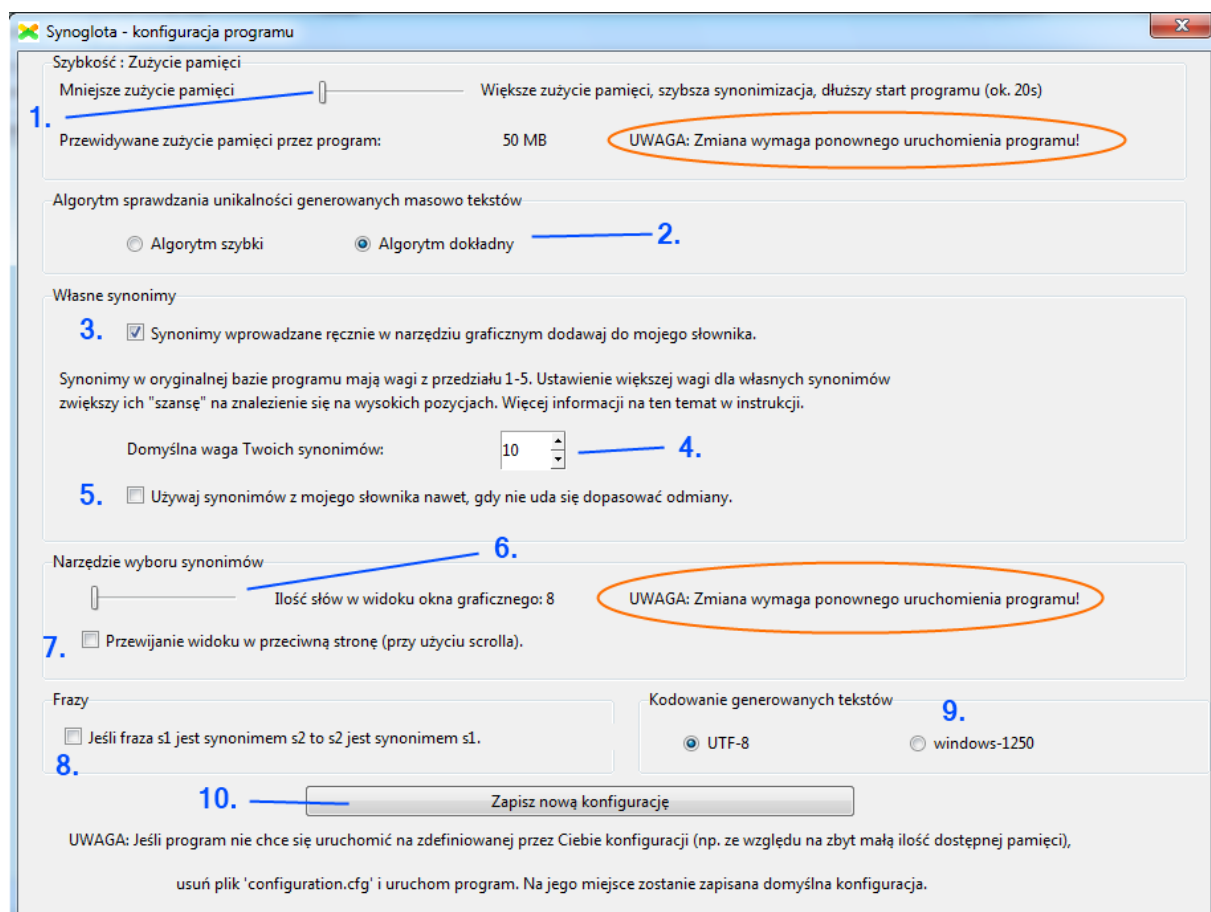 Synoglota - konfiguracja programu
Szybkość : Zużycie pamięci
Mniejsze zużycie pamięci Większe zużycie pamięci, szybsza synonimizacja, dłuższy start programu (ok. 20s)
1.
Przewidywane zużycie pamięci przez program: 50 MB UWAGA: Zmiana wymaga ponownego uruchomienia programu!
Algorytm sprawdzania unikalności generowanych masowo tekstów
Algorytm szybki Algorytm dokładny 2.
Własne synonimy
3. Synonimy wprowadzane ręcznie w narzędziu graficznym dodawaj do mojego słownika.
Synonimy w oryginalnej bazie programu mają wagi z przedziału 1-5. Ustawienie większej wagi dla własnych synonimów
zwiększy ich "szansę" na znalezienie się na wysokich pozycjach. Więcej informacji na ten temat w instrukcji.
Domyślna waga Twoich synonimów: 10 4.
5. Używaj synonimów z mojego słownika nawet, gdy nie uda się dopasować odmiany.
6.
Narzędzie wyboru synonimów
Ilość słów w widoku okna graficznego: 8 UWAGA: Zmiana wymaga ponownego uruchomienia programu!
7. Przewijanie widoku w przeciwną stronę (przy użyciu scrolla).
Frazy Kodowanie generowanych tekstów
9.
Jeśli fraza s1 jest synonimem s2 to s2 jest synonimem s1. UTF-8 windows-1250
8.
10. Zapisz nową konfigurację
UWAGA: Jeśli program nie chce się uruchomić na zdefiniowanej przez Ciebie konfiguracji (np. ze względu na zbyt małą ilość dostępnej pamięci),
usuń plik 'configuration.cfg' i uruchom program. Na jego miejsce zostanie zapisana domyślna konfiguracja.